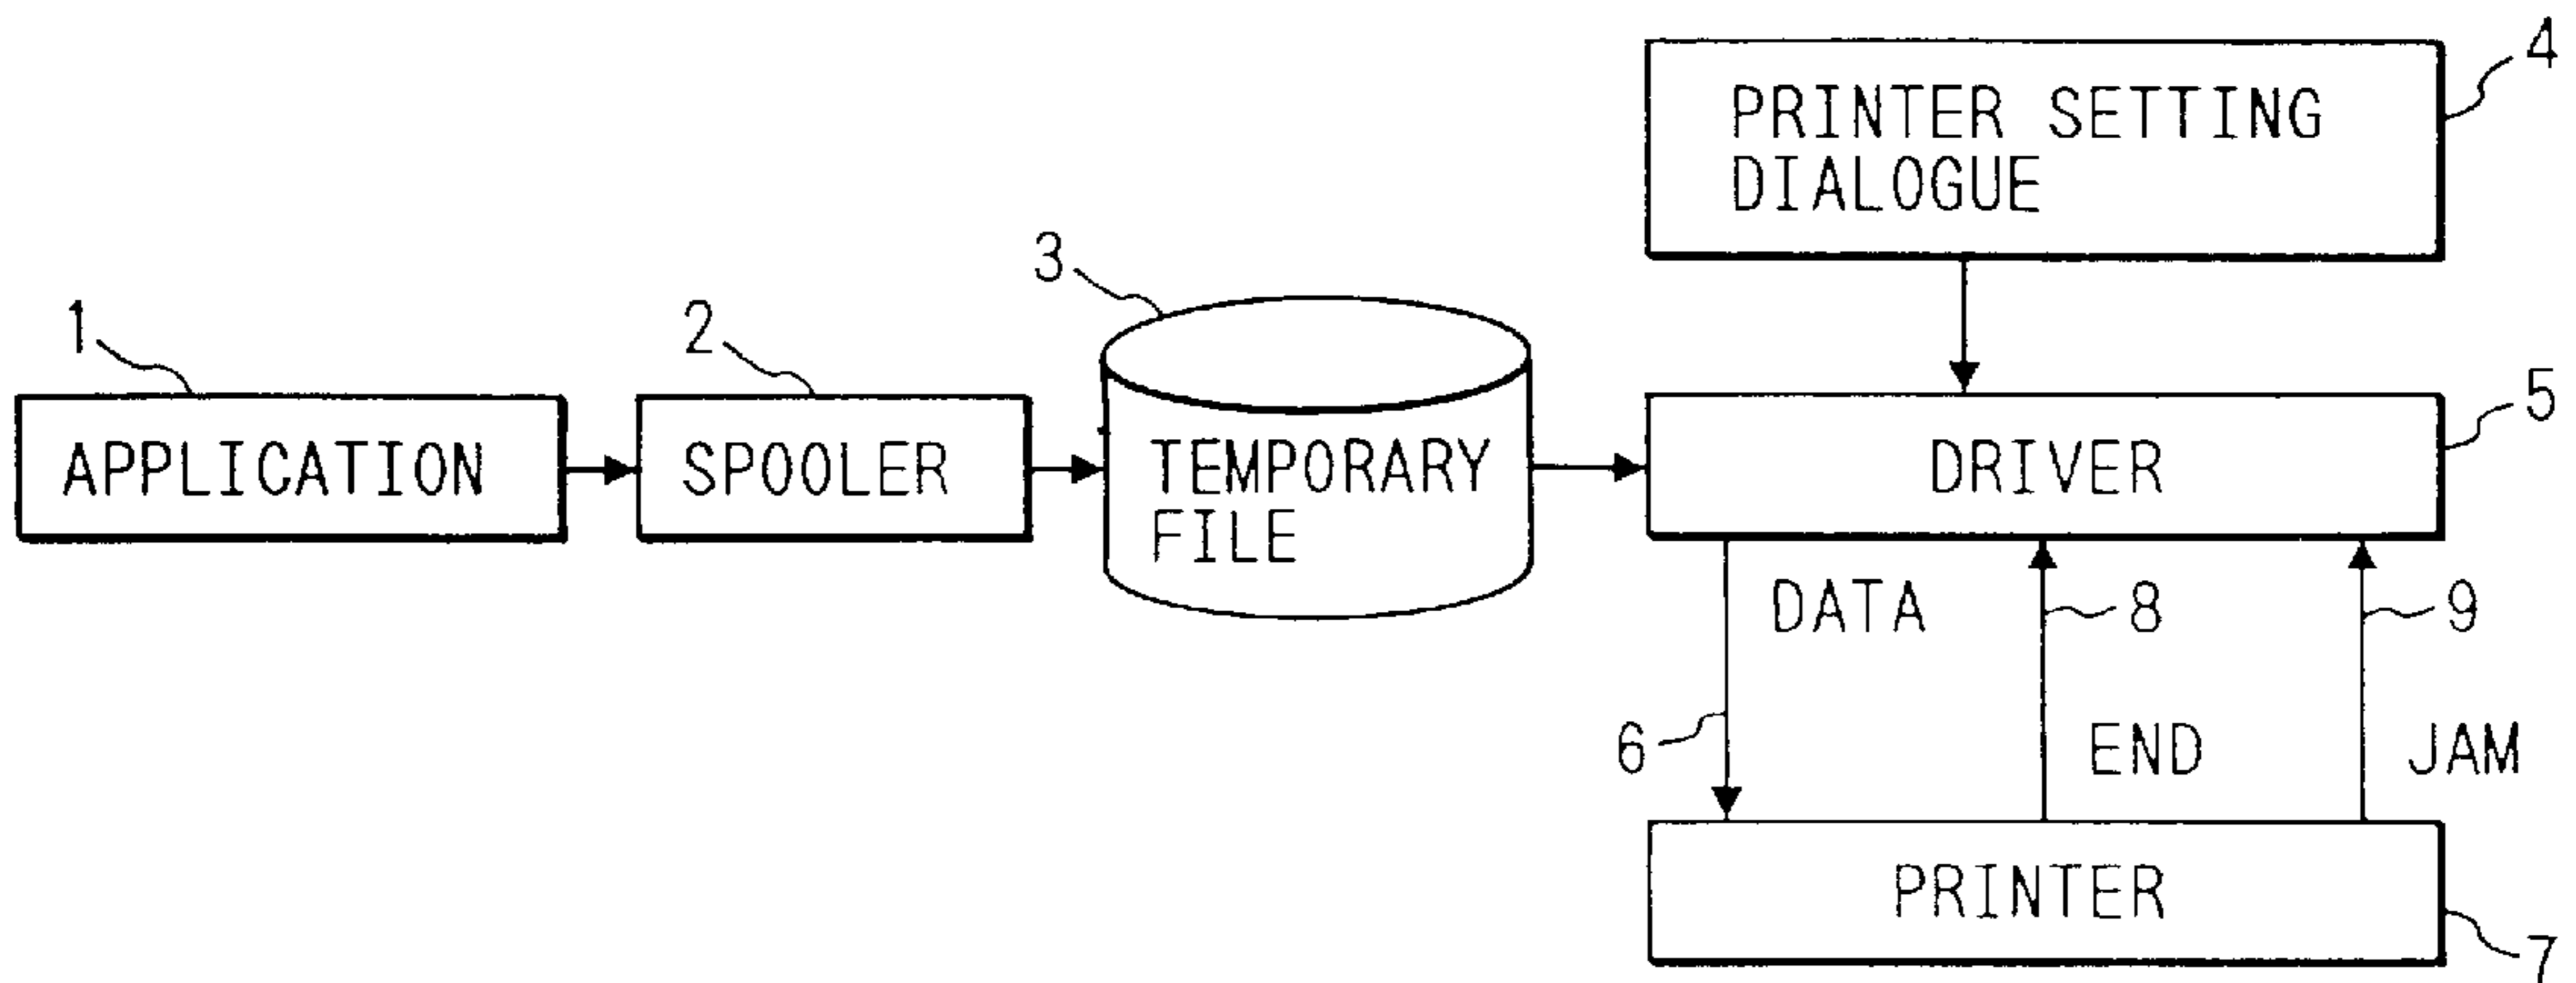 4
PRINTER SETTING
DIALOGUE
3
1
2
5
APPLICATION
SPOOLER
TEMPORARY
FILE
DRIVER
DATA
8
9
6
END
JAM
PRINTER
7